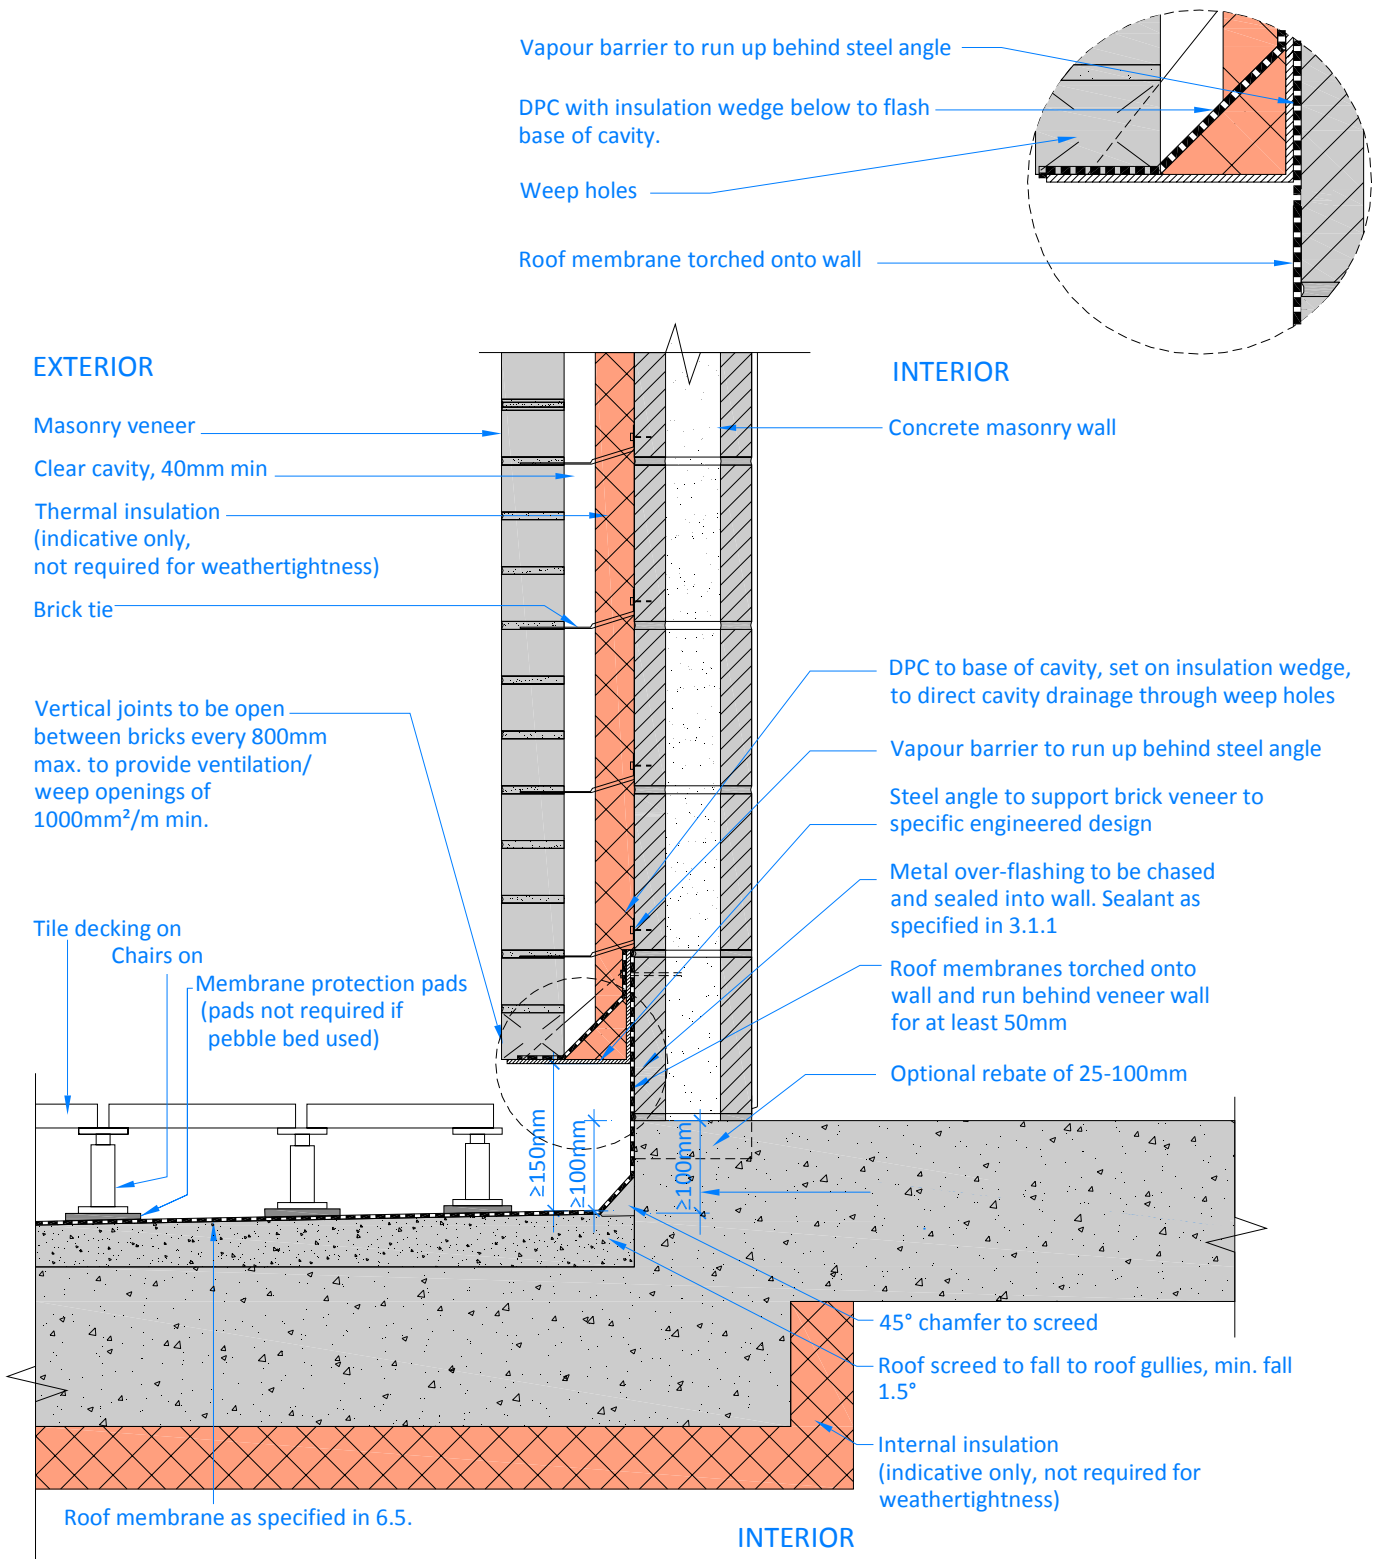 Vapour barrier to run up behind steel angle
DPC with insulation wedge below to flash
base of cavity.
Weep holes
Roof membrane torched onto wall
EXTERIOR
INTERIOR
Masonry veneer
Clear cavity, 40mm min
Thermal insulation
(indicative only,
not required for weathertightness)
Brick tie
Vertical joints to be open
between bricks every 800mm
max. to provide ventilation/
weep openings of
1000mm²/m min.
Tile decking on
Chairs on
Membrane protection pads
(pads not required if
pebble bed used)
Concrete masonry wall
DPC to base of cavity, set on insulation wedge,
to direct cavity drainage through weep holes
Vapour barrier to run up behind steel angle
Steel angle to support brick veneer to
specific engineered design
Metal over-flashing to be chased
and sealed into wall. Sealant as
specified in 3.1.1
Roof membranes torched onto
wall and run behind veneer wall
for at least 50mm
Optional rebate of 25-100mm
≥150mm
≥100mm
≥100mm
45° chamfer to screed
Roof screed to fall to roof gullies, min. fall
1.5°
Internal insulation
(indicative only, not required for
weathertightness)
Roof membrane as specified in 6.5.
INTERIOR